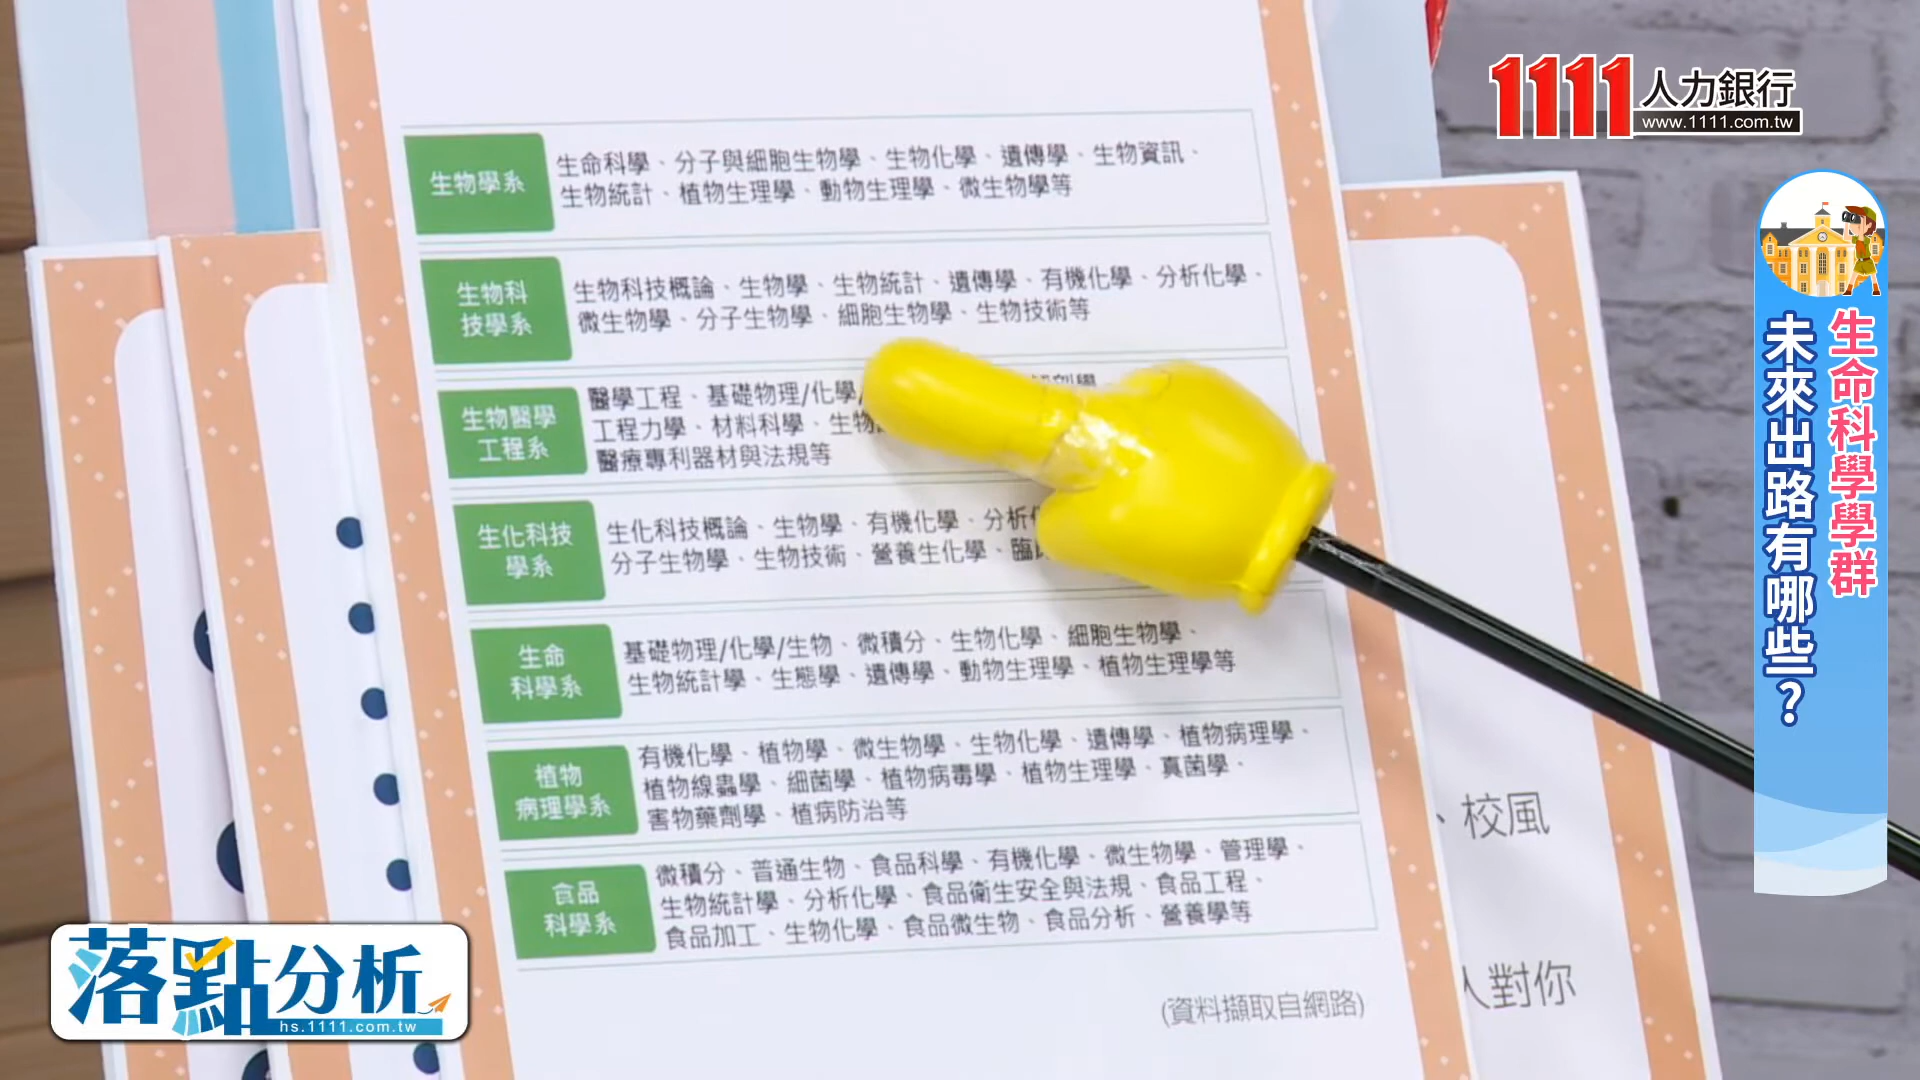 生物學系
生命科學、分子與細胞生物學、生物化學、遺傳學、生物資訊、
生物統計、植物生理學、動物生理學、微生物學等
生物科
技學系
生物科技概論、生物學、生物統計、遺傳學、有機化學、分析化學、
微生物學、分子生物學、細胞生物學、生物技術等
生物醫學
工程系
醫學工程、基礎物理/化學/
工程力學、材料科學、生物
醫療專利器材與法規等
生化科技
學系
生化科技概論、生物學、有機化學、分析
分子生物學、生物技術、營養生化學、臨
生命
科學系
基礎物理/化學/生物、微積分、生物化學、細胞生物學、
生物統計學、生態學、遺傳學、動物生理學、植物生理學等
植物
病理學系
有機化學、植物學、微生物學、生物化學、遺傳學、植物病理學、
植物線蟲學、細菌學、植物病毒學、植物生理學、真菌學、
害物藥劑學、植病防治等
食品
科學系
微積分、普通生物、食品科學、有機化學、微生物學、管理學、
生物統計學、分析化學、食品衛生安全與法規、食品工程、
食品加工、生物化學、食品微生物、食品分析、營養學等
(資料擷取自網路)
、校風
人對你
1111人力銀行
www.1111.com.tw
生命科學學群
未來出路有哪些?
落點分析
hs.1111.com.tw